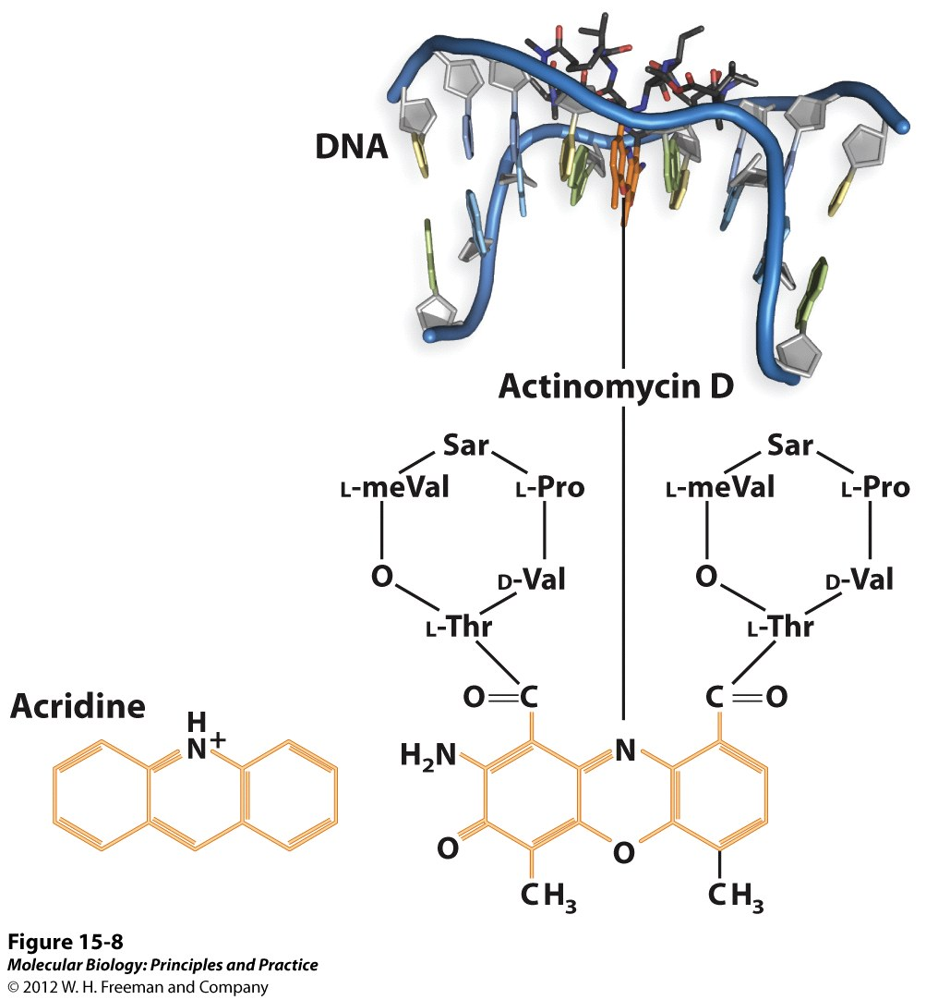 DNA
Actinomycin D
Sar
Sar
L-meVal
L-Pro
L-meVal
L-Pro
O
D-Val
O
D-Val
L-Thr
L-Thr
O=C
C=O
Acridine
H
N+
H₂N
N
O
O
CH₃
CH₃
Figure 15-8
Molecular Biology: Principles and Practice
© 2012 W. H. Freeman and Company